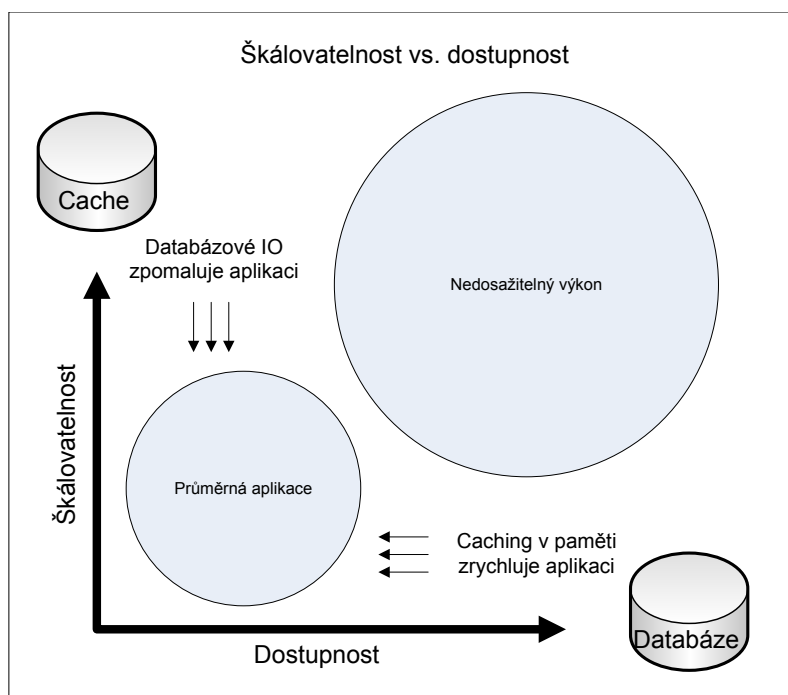 Škálovatelnost vs. dostupnost
Cache
Databázové IO
zpomaluje aplikaci
Nedosažitelný výkon
Škálovatelnost
Průměrná aplikace
Caching v paměti
zrychluje aplikaci
Databáze
Dostupnost